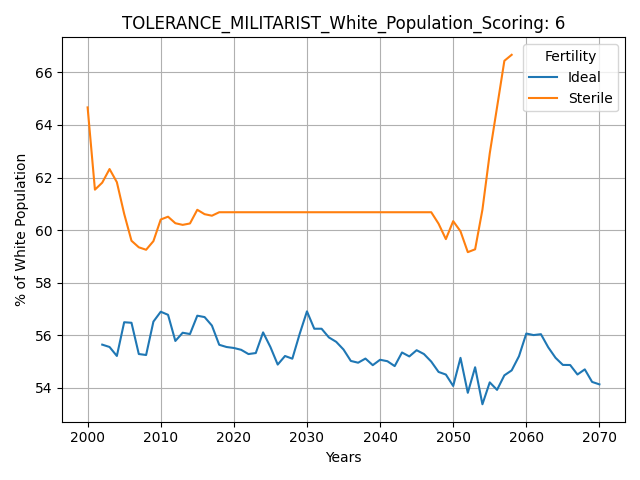 TOLERANCE_MILITARIST_White_Population_Scoring: 6
Fertility
Ideal
Sterile
% of White Population
66
64
62
60
58
56
54
2000 2010 2020 2030 2040 2050 2060 2070
Years